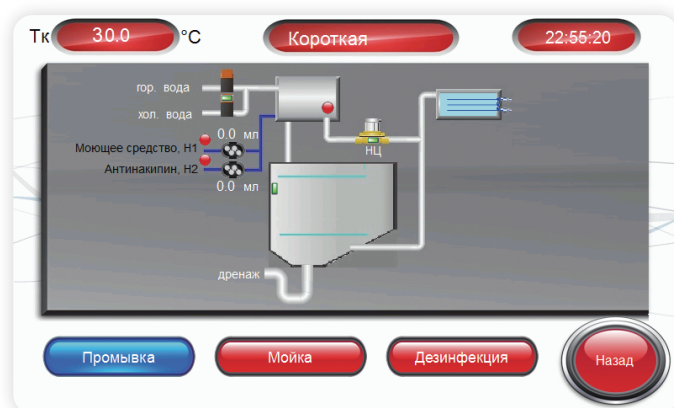 Тк 30.0 °C Короткая 22:55:20
гор. вода
хол. вода
0.0 мл
Моющее средство, Н1
Антинакипин, Н2
0.0 мл
НЦ
дренаж
Промывка Мойка Дезинфекция Назад